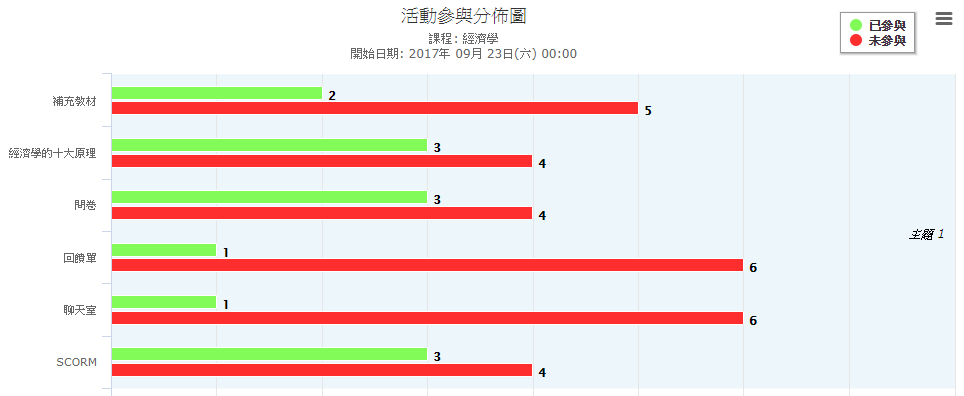 活動參與分佈圖
課程: 經濟學
開始日期: 2017年 09月 23日(六) 00:00
已參與
未參與
補充教材
2
5
經濟學的十大原理
3
4
問卷
3
4
回饋單
1
6
主題 1
聊天室
1
6
SCORM
3
4